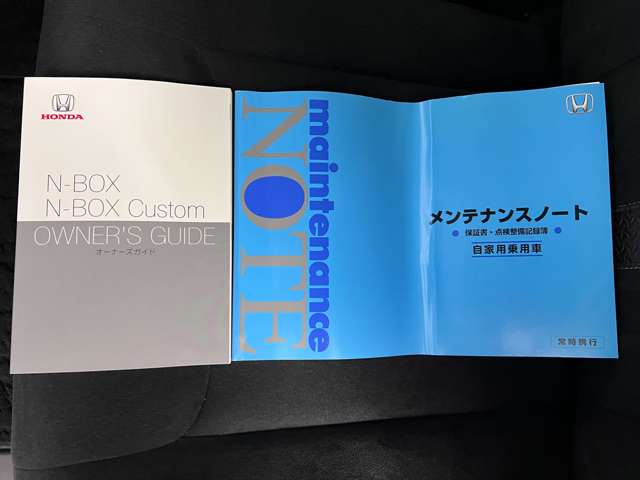 HONDA
N-BOX
N-BOX Custom
OWNER'S GUIDE
オーナーズガイド
maintenance
NOTE
メンテナンスノート
保証書・点検整備記録簿
自家用乗用車
常時携行